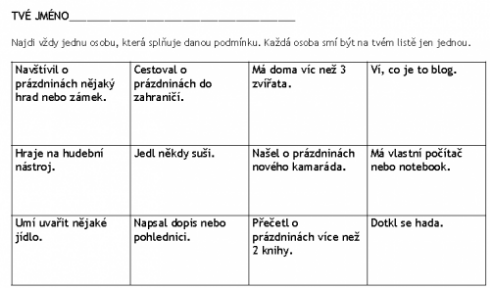 TVÉ JMÉNO___________________________________
Najdi vždy jednu osobu, která splňuje danou podmínku. Každá osoba smí být na tvém listě jen jednou.
Navštívil o
prázdninách nějaký
hrad nebo zámek.
Cestoval o
prázdninách do
zahraničí.
Má doma víc než 3
zvířata.
Ví, co je to blog.
Hraje na hudební
nástroj.
Jedl někdy suši.
Našel o prázdninách
nového kamaráda.
Má vlastní počítač
nebo notebook.
Umí uvařit nějaké
jídlo.
Napsal dopis nebo
pohlednici.
Přečetl o
prázdninách více než
2 knihy.
Dotkl se hada.